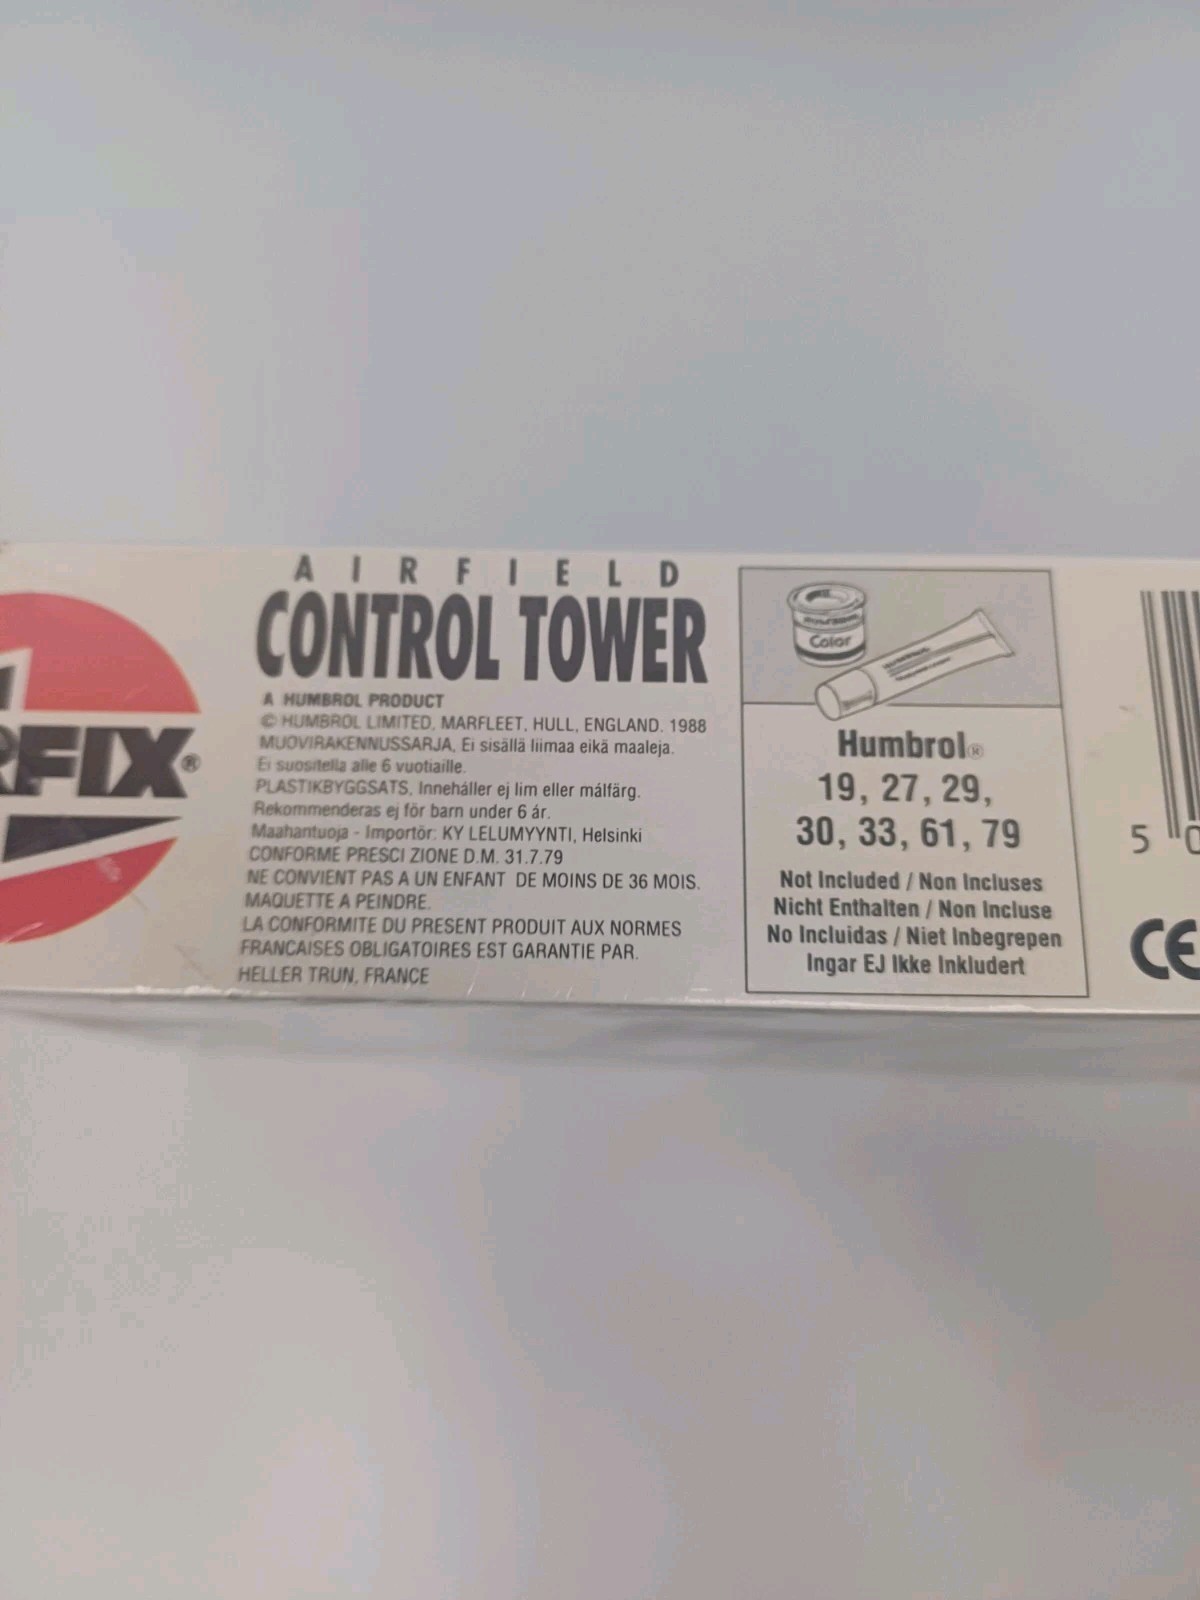 RFIX®
AIRFIELD
CONTROL TOWER
A HUMBROL PRODUCT
© HUMBROL LIMITED, MARFLEET, HULL, ENGLAND. 1988
MUOVIRAKENNUSSARJA, Ei sisällä liimaa eikä maaleja.
Ei suositella alle 6 vuotiaille.
PLASTIKBYGGSATS, Innehåller ej lim eller målfärg.
Rekommenderas ej för barn under 6 år.
Maahantuoja - Importör: KY LELUMYYNTI, Helsinki
CONFORME PRESCI ZIONE D.M. 31.7.79
NE CONVIENT PAS A UN ENFANT DE MOINS DE 36 MOIS.
MAQUETTE A PEINDRE.
LA CONFORMITE DU PRESENT PRODUIT AUX NORMES
FRANCAISES OBLIGATOIRES EST GARANTIE PAR.
HELLER TRUN, FRANCE
Color
Humbrol®
19, 27, 29,
30, 33, 61, 79
Not Included / Non Incluses
Nicht Enthalten / Non Incluse
No Incluidas / Niet Inbegrepen
Ingar EJ Ikke Inkludert
5 0
CE